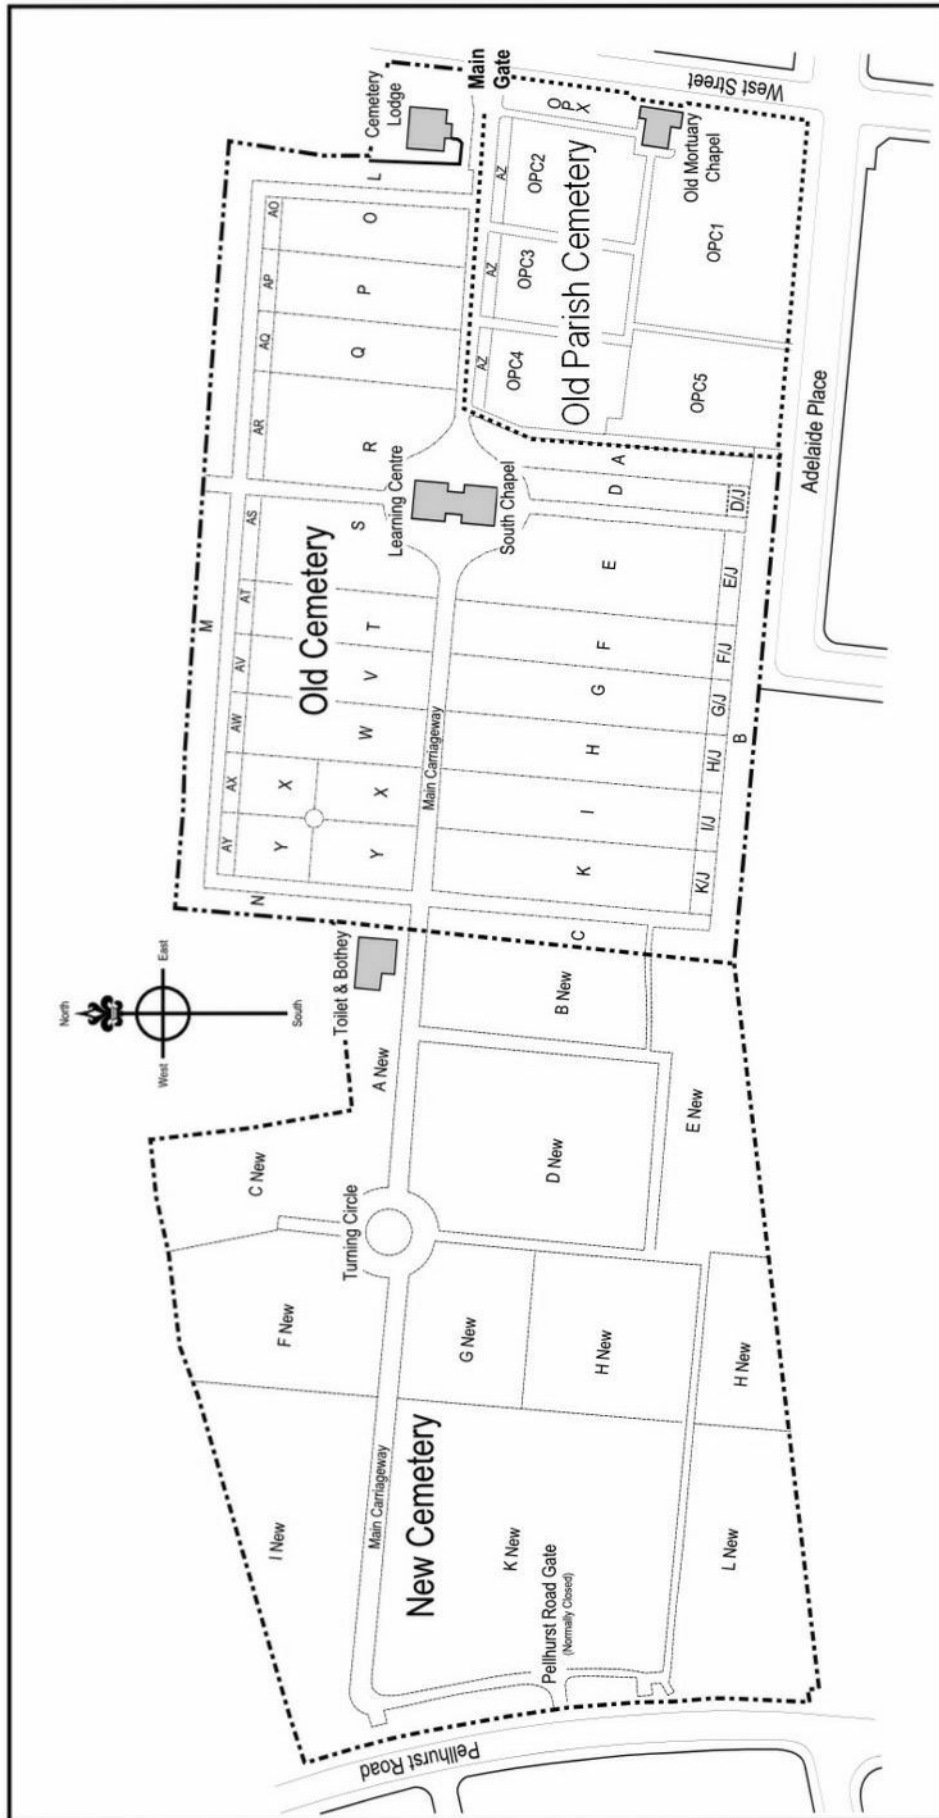 North
West
East
South
Main
Gate
Cemetery
Lodge
West Street
O
P
X
Old Mortuary
Chapel
Old Parish Cemetery
OPC1
OPC2
OPC3
OPC4
OPC5
AZ
AZ
AZ
Adelaide Place
L
M
N
AO
AP
AQ
AR
AS
AT
AV
AW
AX
AY
O
P
Q
R
S
T
V
W
X
X
Y
Y
Old Cemetery
Learning Centre
South Chapel
Main Carriageway
A
D
E
F
G
H
I
K
D/J
E/J
F/J
G/J
H/J
I/J
K/J
B
C
Toilet & Bothey
A New
B New
C New
D New
E New
Turning Circle
F New
G New
H New
H New
I New
Main Carriageway
New Cemetery
K New
L New
Pellhurst Road Gate
(Normally Closed)
Pellhurst Road